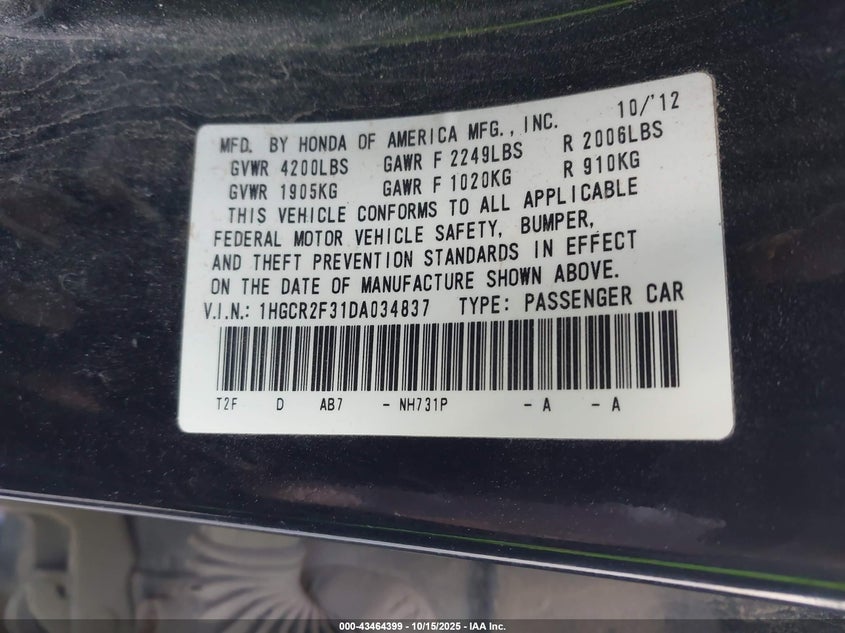 MFD. BY HONDA OF AMERICA MFG., INC. 10/'12
GVWR 4200LBS GAWR F 2249LBS R 2006LBS
GVWR 1905KG GAWR F 1020KG R 910KG
THIS VEHICLE CONFORMS TO ALL APPLICABLE
FEDERAL MOTOR VEHICLE SAFETY, BUMPER,
AND THEFT PREVENTION STANDARDS IN EFFECT
ON THE DATE OF MANUFACTURE SHOWN ABOVE.
V.I.N.: 1HGCR2F31DA034837 TYPE: PASSENGER CAR
T2F D AB7 - NH731P - A - A
000-43464399 - 10/15/2025 - IAA Inc.